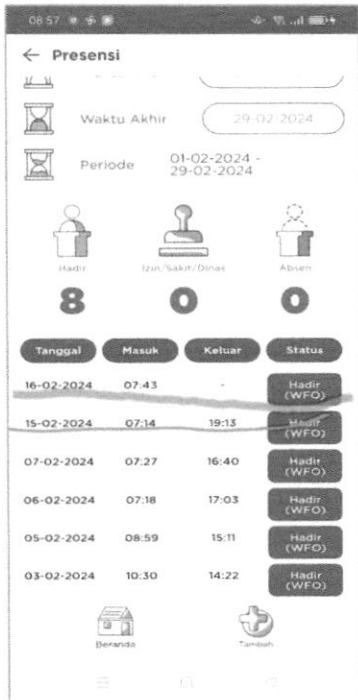 08:57
← Presensi
Waktu Akhir 29-02-2024
Periode 01-02-2024 -
29-02-2024
Hadir Izin/Sakit/Dinas Absen
8 0 0
Tanggal Masuk Keluar Status
16-02-2024 07:43 - Hadir
(WFO)
15-02-2024 07:14 19:13 Hadir
(WFO)
07-02-2024 07:27 16:40 Hadir
(WFO)
06-02-2024 07:18 17:03 Hadir
(WFO)
05-02-2024 08:59 15:11 Hadir
(WFO)
03-02-2024 10:30 14:22 Hadir
(WFO)
Beranda Tambah